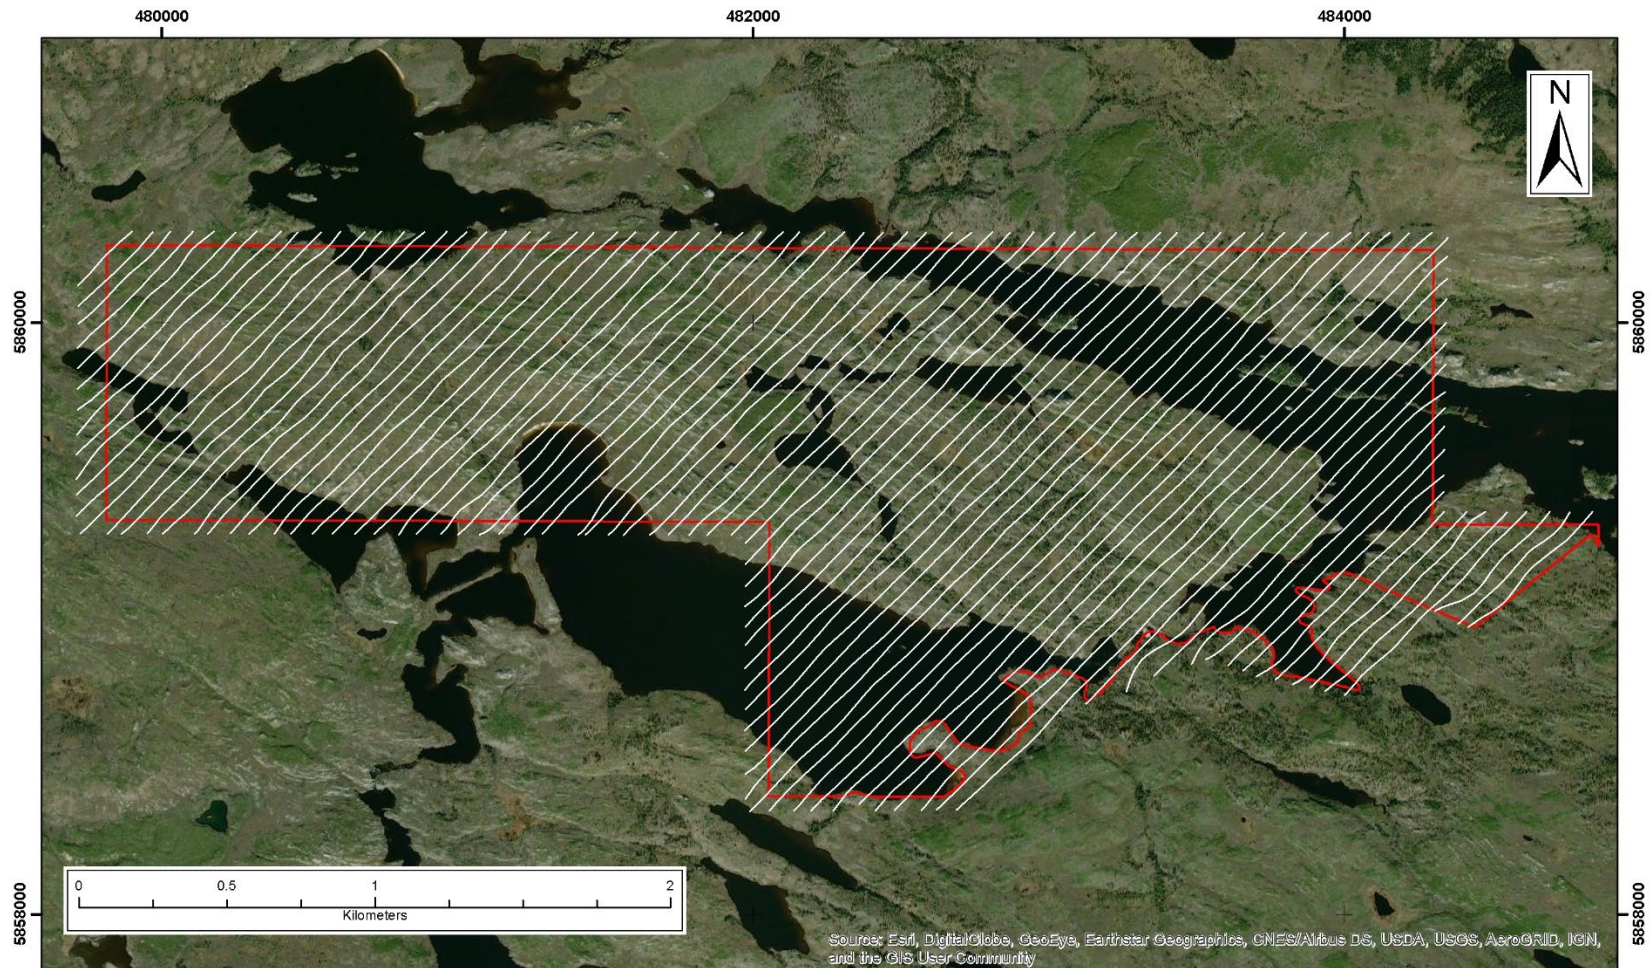 480000 482000 484000
N
5860000 5860000
5858000 5858000
0 0.5 1 2
Kilometers
Source: Esri, DigitalGlobe, GeoEye, Earthstar Geographics, CNES/Airbus DS, USDA, USGS, AeroGRID, IGN,
and the GIS User Community